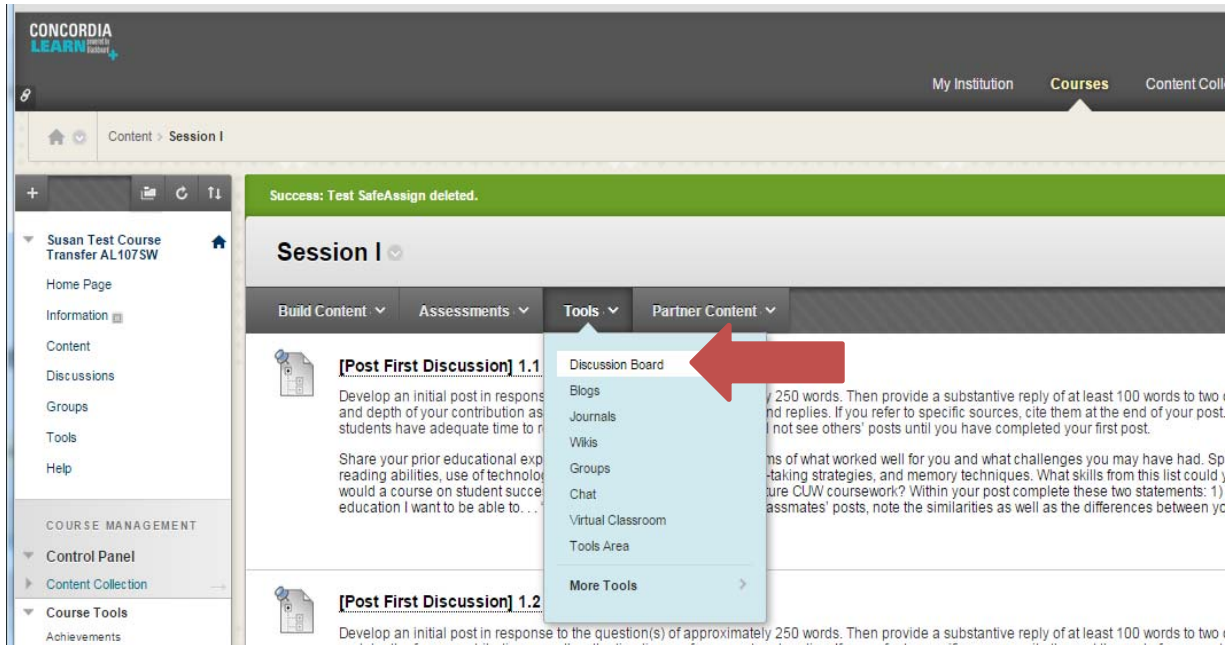 CONCORDIA
LEARN powered by Blackboard +
My Institution Courses Content Coll
Content > Session I
Success: Test SafeAssign deleted.
Susan Test Course
Transfer AL107SW
Home Page
Information
Content
Discussions
Groups
Tools
Help
COURSE MANAGEMENT
Control Panel
Content Collection
Course Tools
Achievements
Session I
Build Content Assessments Tools Partner Content
Discussion Board
Blogs
Journals
Wikis
Groups
Chat
Virtual Classroom
Tools Area
More Tools
[Post First Discussion] 1.1
Develop an initial post in respons y 250 words. Then provide a substantive reply of at least 100 words to two
and depth of your contribution as nd replies. If you refer to specific sources, cite them at the end of your post.
students have adequate time to r not see others' posts until you have completed your first post.
Share your prior educational exp ms of what worked well for you and what challenges you may have had. Sp
reading abilities, use of technolo -taking strategies, and memory techniques. What skills from this list could y
would a course on student succe ure CUW coursework? Within your post complete these two statements: 1)
education I want to be able to. . . assmates' posts, note the similarities as well as the differences between yo
[Post First Discussion] 1.2
Develop an initial post in response to the question(s) of approximately 250 words. Then provide a substantive reply of at least 100 words to two